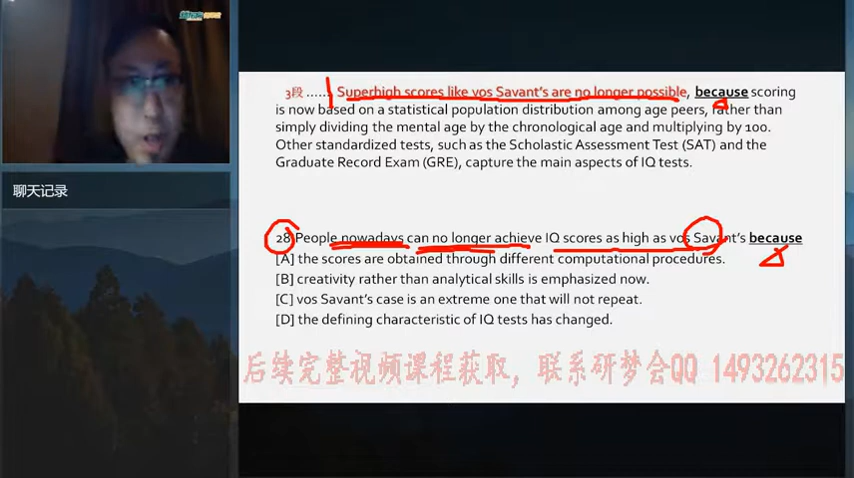 聊天记录
3段 …… Superhigh scores like vos Savant's are no longer possible, because scoring
is now based on a statistical population distribution among age peers, rather than
simply dividing the mental age by the chronological age and multiplying by 100.
Other standardized tests, such as the Scholastic Assessment Test (SAT) and the
Graduate Record Exam (GRE), capture the main aspects of IQ tests.
28 People nowadays can no longer achieve IQ scores as high as vos Savant's because
[A] the scores are obtained through different computational procedures.
[B] creativity rather than analytical skills is emphasized now.
[C] vos Savant's case is an extreme one that will not repeat.
[D] the defining characteristic of IQ tests has changed.
后续完整视频课程获取，联系研梦会QQ 1493262315